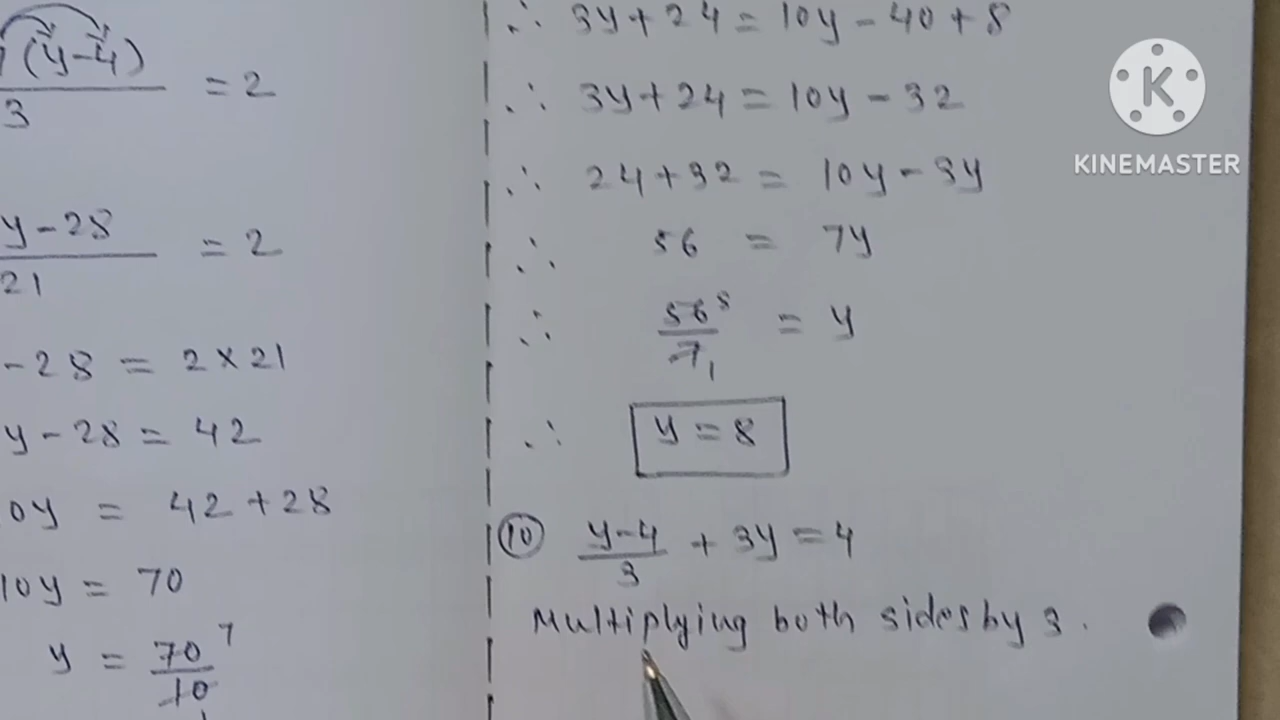 (y-4)
3
= 2
y - 28
21
= 2
- 28 = 2 × 21
y - 28 = 42
0y = 42 + 28
10y = 70
y = 70 7
10
∴ 3y + 24 = 10y - 40 + 8
∴ 3y + 24 = 10y - 32
∴ 24 + 32 = 10y - 3y
∴ 56 = 7y
∴ 56 8
7 1
= y
∴ y = 8
(10) y-4
3
+ 3y = 4
Multiplying both sides by 3.
K
KINEMASTER